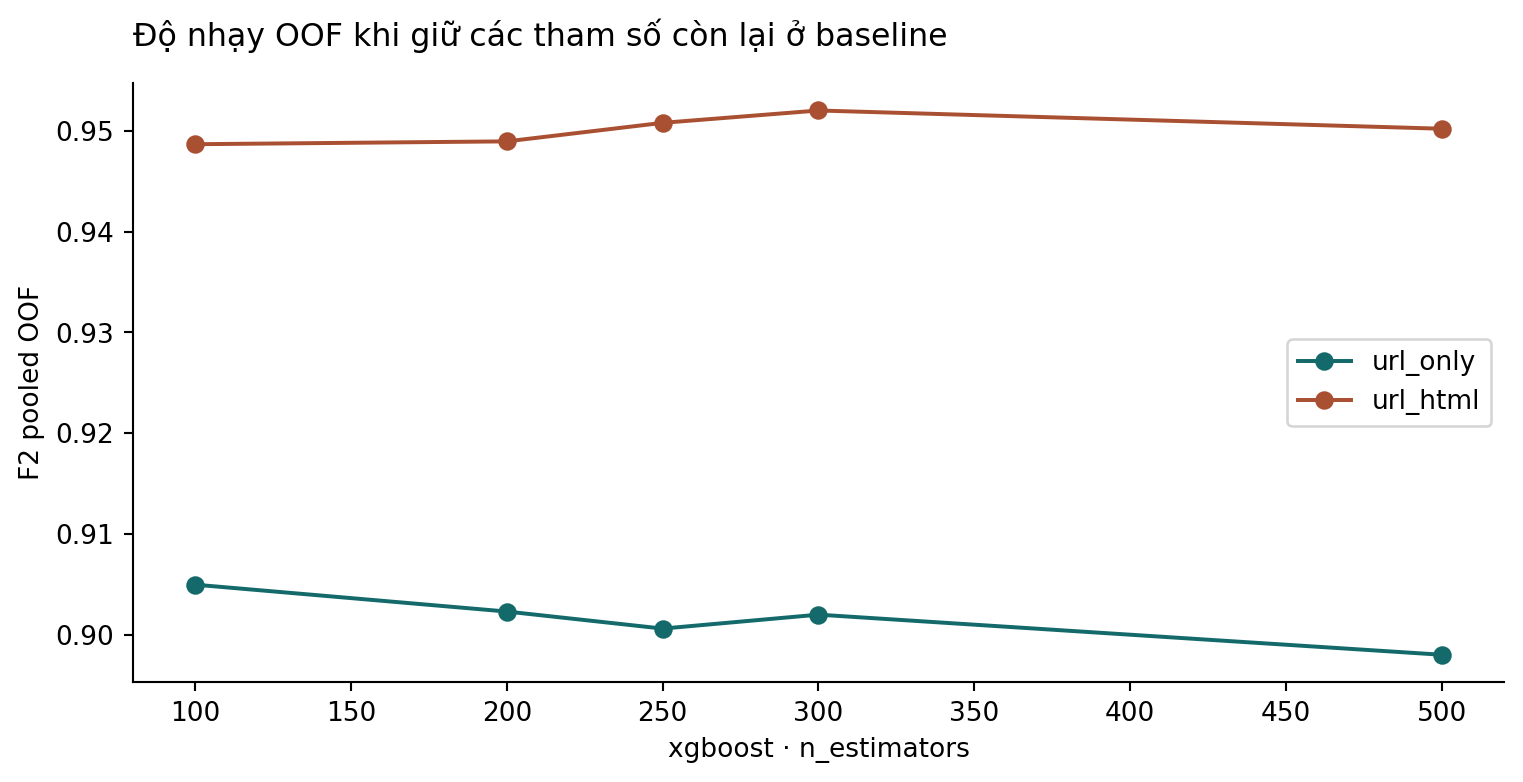 Độ nhạy OOF khi giữ các tham số còn lại ở baseline
F2 pooled OOF
0.95
0.94
0.93
0.92
0.91
0.90
url_only
url_html
100 150 200 250 300 350 400 450 500
xgboost · n_estimators